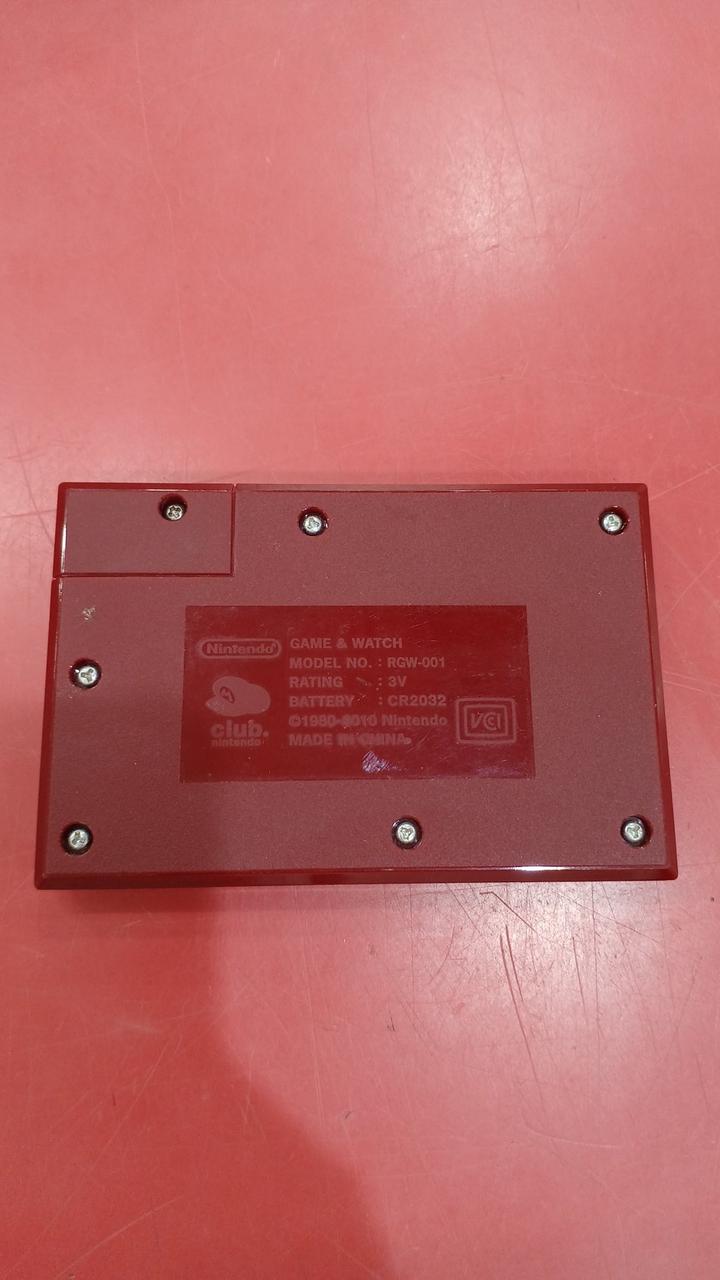 Nintendo®
GAME & WATCH
MODEL NO. : RGW-001
RATING : 3V
BATTERY : CR2032
©1980-2010 Nintendo
MADE IN CHINA
M
club.
nintendo
VCI